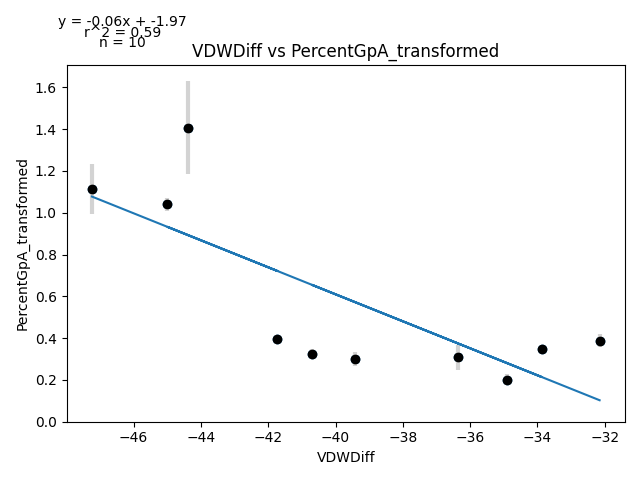 y = -0.06x + -1.97
r^2 = 0.59
n = 10
VDWDiff vs PercentGpA_transformed
PercentGpA_transformed
1.6
1.4
1.2
1.0
0.8
0.6
0.4
0.2
0.0
−46 −44 −42 −40 −38 −36 −34 −32
VDWDiff